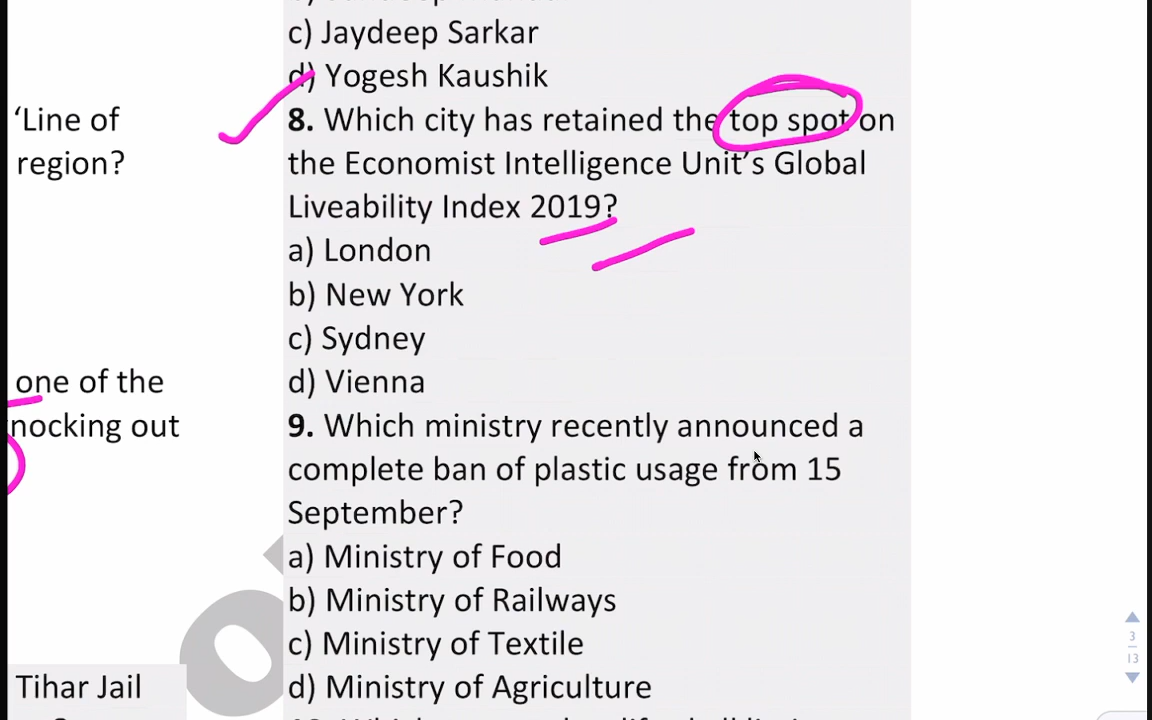 c) Jaydeep Sarkar
d) Yogesh Kaushik
8. Which city has retained the top spot on
the Economist Intelligence Unit’s Global
Liveability Index 2019?
a) London
b) New York
c) Sydney
d) Vienna
9. Which ministry recently announced a
complete ban of plastic usage from 15
September?
a) Ministry of Food
b) Ministry of Railways
c) Ministry of Textile
d) Ministry of Agriculture
‘Line of
region?
one of the
nocking out
Tihar Jail
3
13